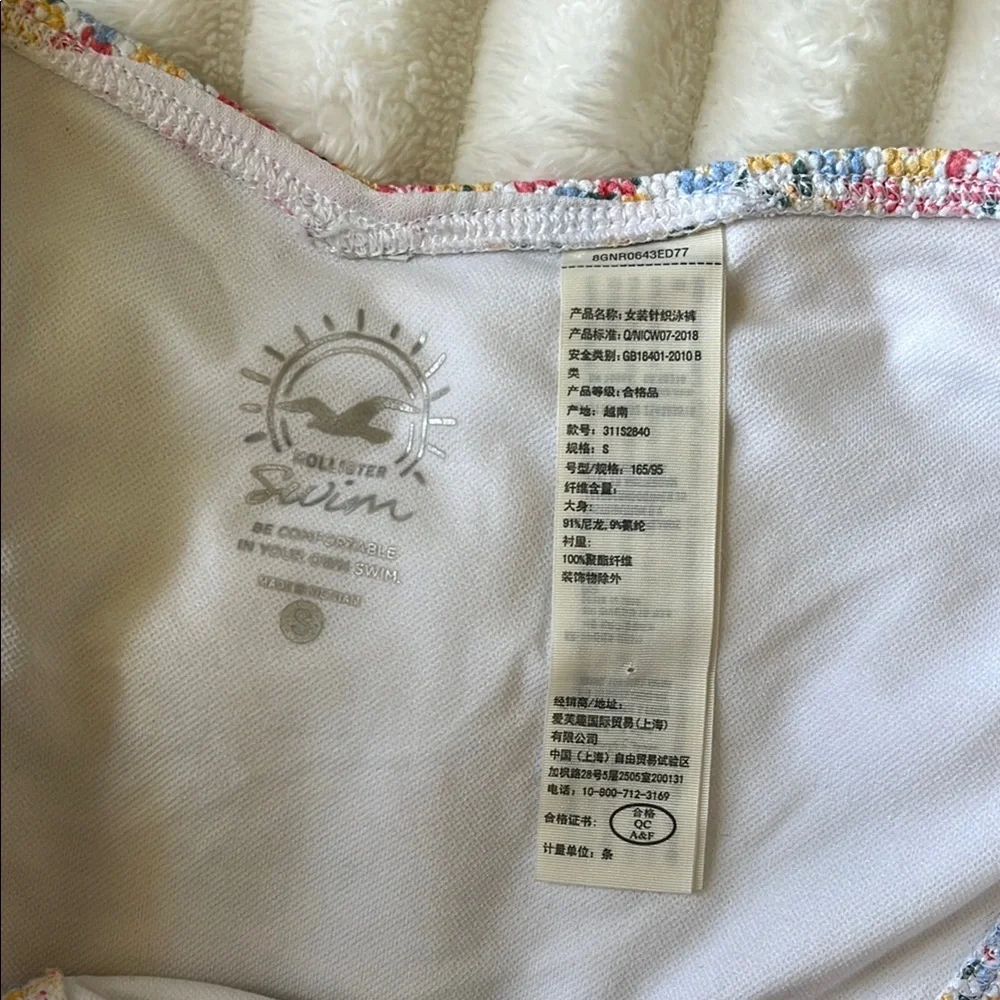 HOLLISTER
Swim
BE COMFORTABLE
IN YOUR OWN SWIM.
MADE IN VIETNAM
S
8GNR0643ED77
产品名称: 女装针织泳裤
产品标准: Q/NICW07-2018
安全类别: GB18401-2010 B
类
产品等级: 合格品
产地: 越南
款号: 311S2840
规格: S
号型/规格: 165/95
纤维含量:
大身:
91%尼龙, 9%氨纶
衬里:
100%聚酯纤维
装饰物除外
经销商/地址:
爱芙趣国际贸易(上海)
有限公司
中国 (上海) 自由贸易试验区
加枫路28号5层2505室200131
电话: 10-800-712-3169
合格证书:
合格
QC
A&F
计量单位: 条